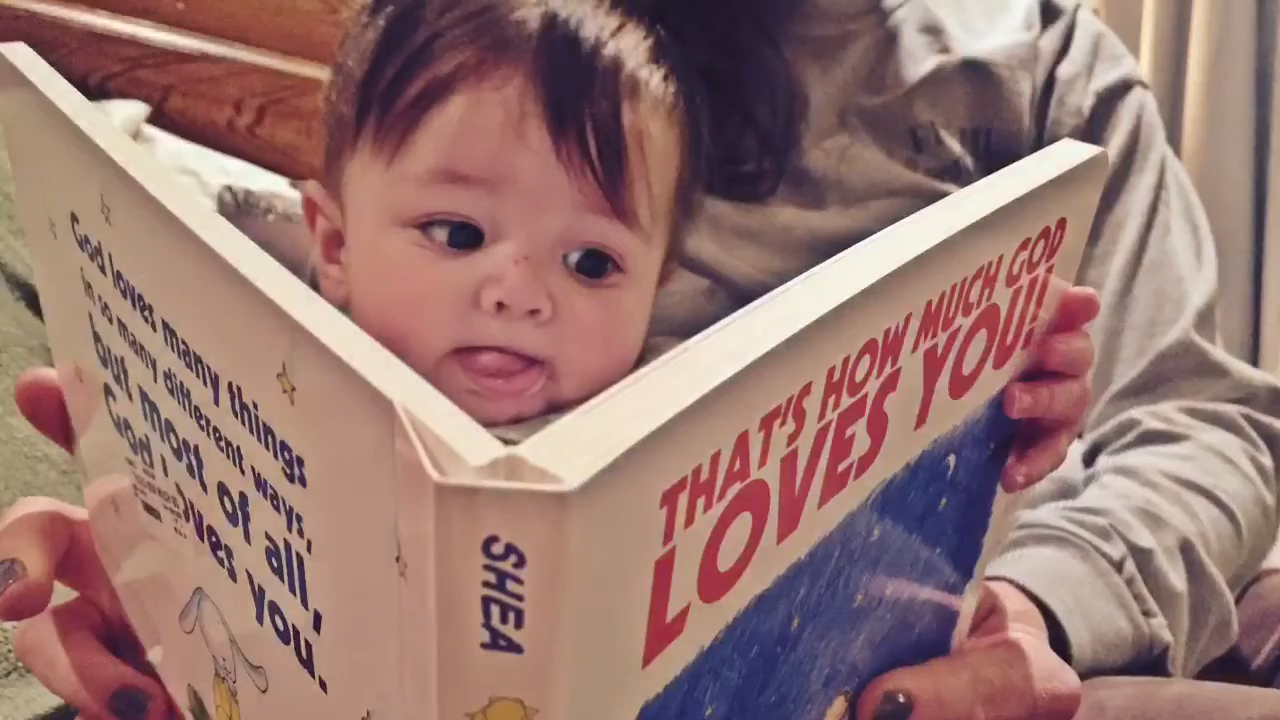 God loves many things
in so many different ways,
but most of all,
God loves you.
SHEA
THAT'S HOW MUCH GOD
LOVES YOU!